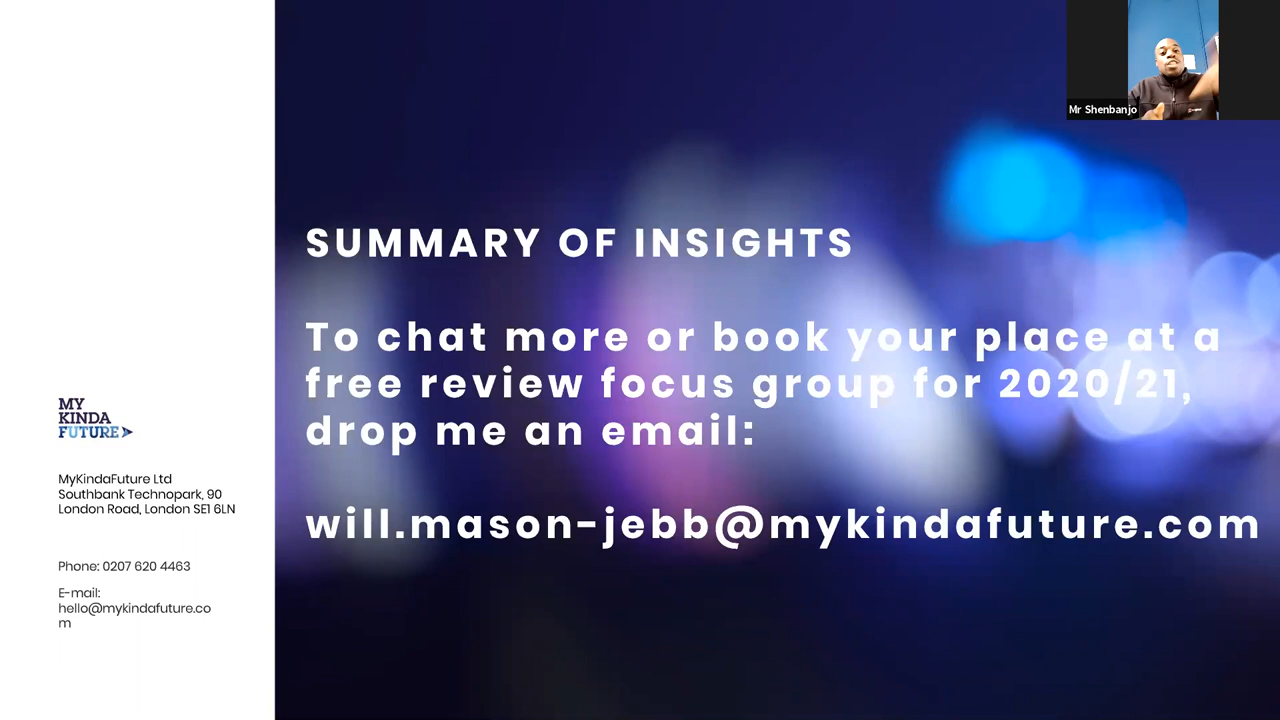 MY
KINDA
FUTURE
MyKindaFuture Ltd
Southbank Technopark, 90
London Road, London SE1 6LN
Phone: 0207 620 4463
E-mail:
hello@mykindafuture.co
m
SUMMARY OF INSIGHTS
To chat more or book your place at a
free review focus group for 2020/21,
drop me an email:
will.mason-jebb@mykindafuture.com
Mr Shenbanjo